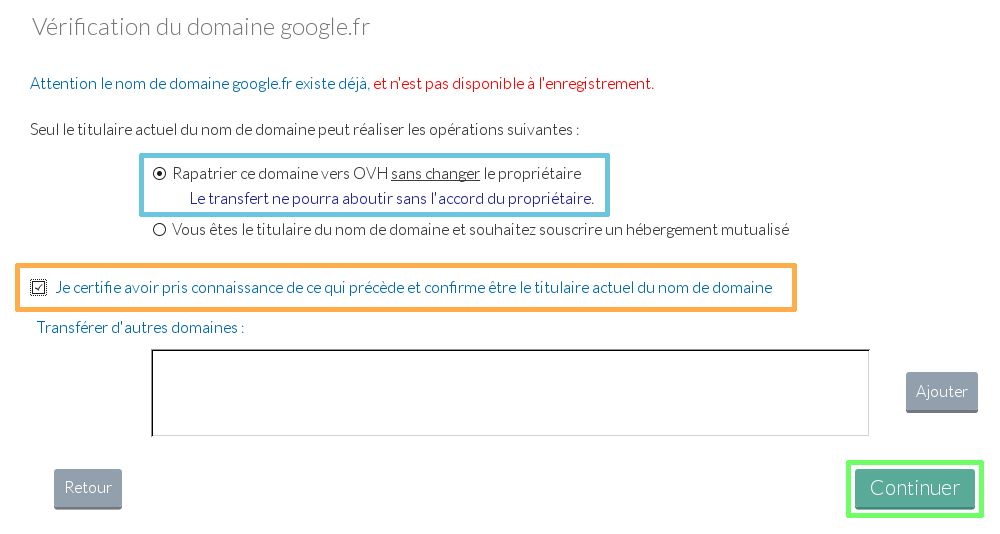 Vérification du domaine google.fr
Attention le nom de domaine google.fr existe déjà, et n'est pas disponible à l'enregistrement.
Seul le titulaire actuel du nom de domaine peut réaliser les opérations suivantes :
Rapatrier ce domaine vers OVH sans changer le propriétaire
Le transfert ne pourra aboutir sans l'accord du propriétaire.
Vous êtes le titulaire du nom de domaine et souhaitez souscrire un hébergement mutualisé
Je certifie avoir pris connaissance de ce qui précède et confirme être le titulaire actuel du nom de domaine
Transférer d'autres domaines :
Ajouter
Retour
Continuer